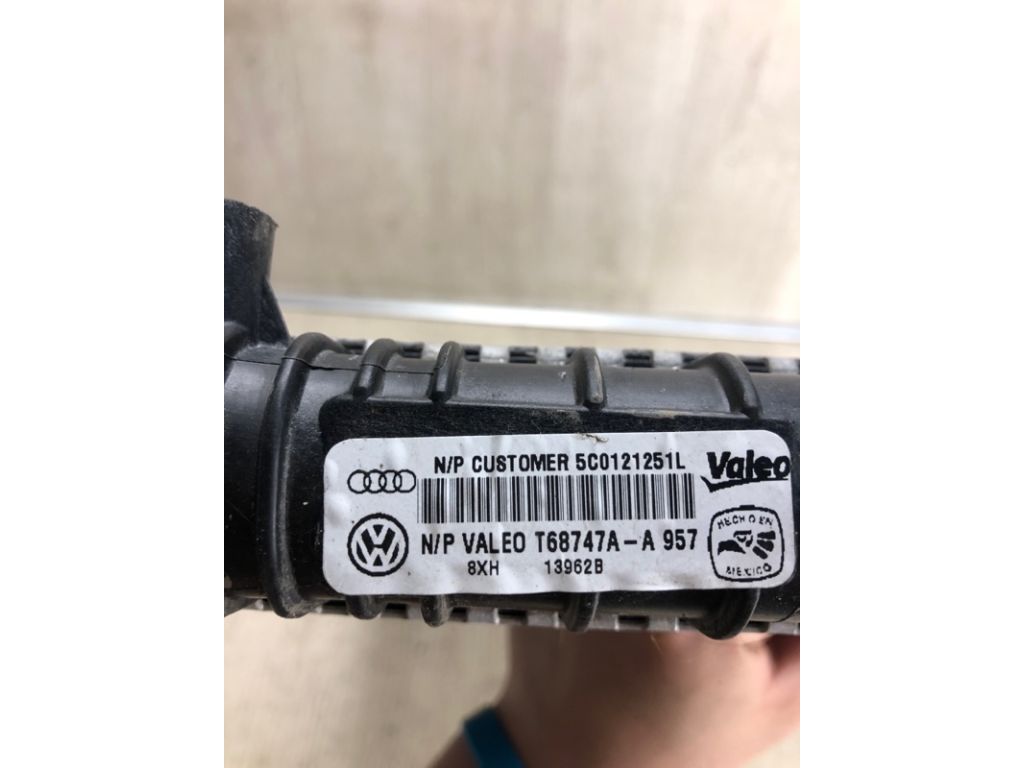 N/P CUSTOMER 5C0121251L
Valeo
N/P VALEO T68747A-A 957
8XH 13962B
HECHO EN
MEXICO